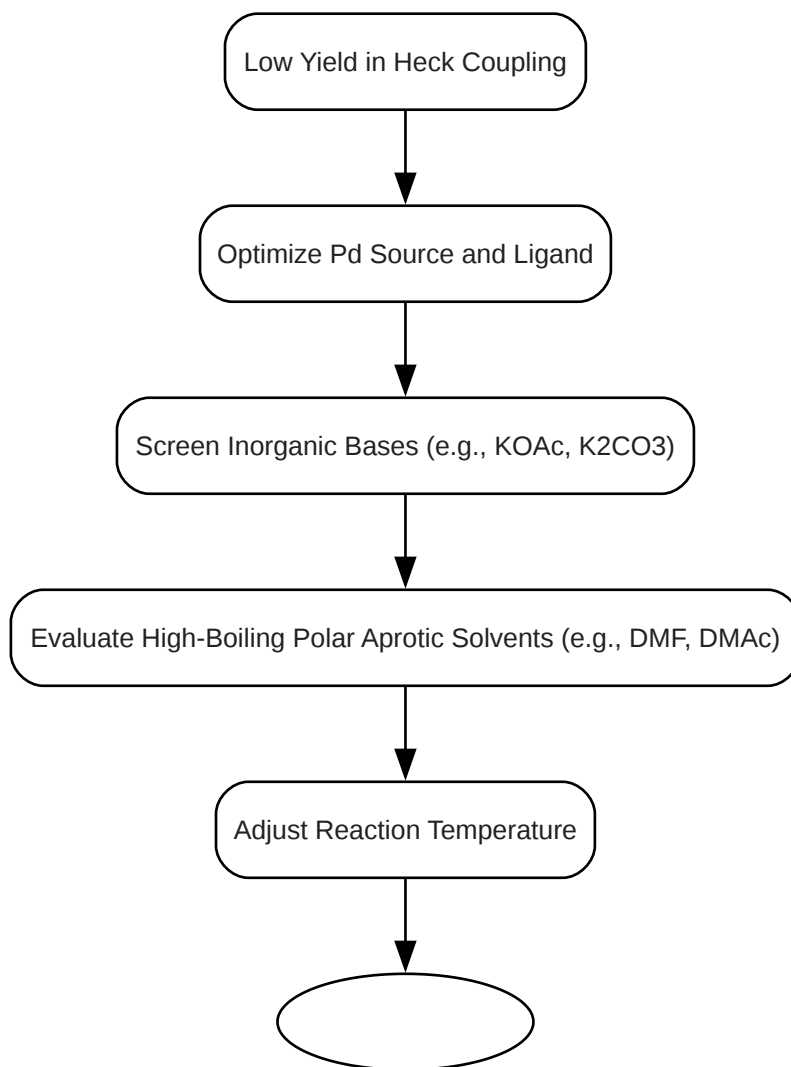 Low Yield in Heck Coupling
Optimize Pd Source and Ligand
Screen Inorganic Bases (e.g., KOAc, K2CO3)
Evaluate High-Boiling Polar Aprotic Solvents (e.g., DMF, DMAc)
Adjust Reaction Temperature